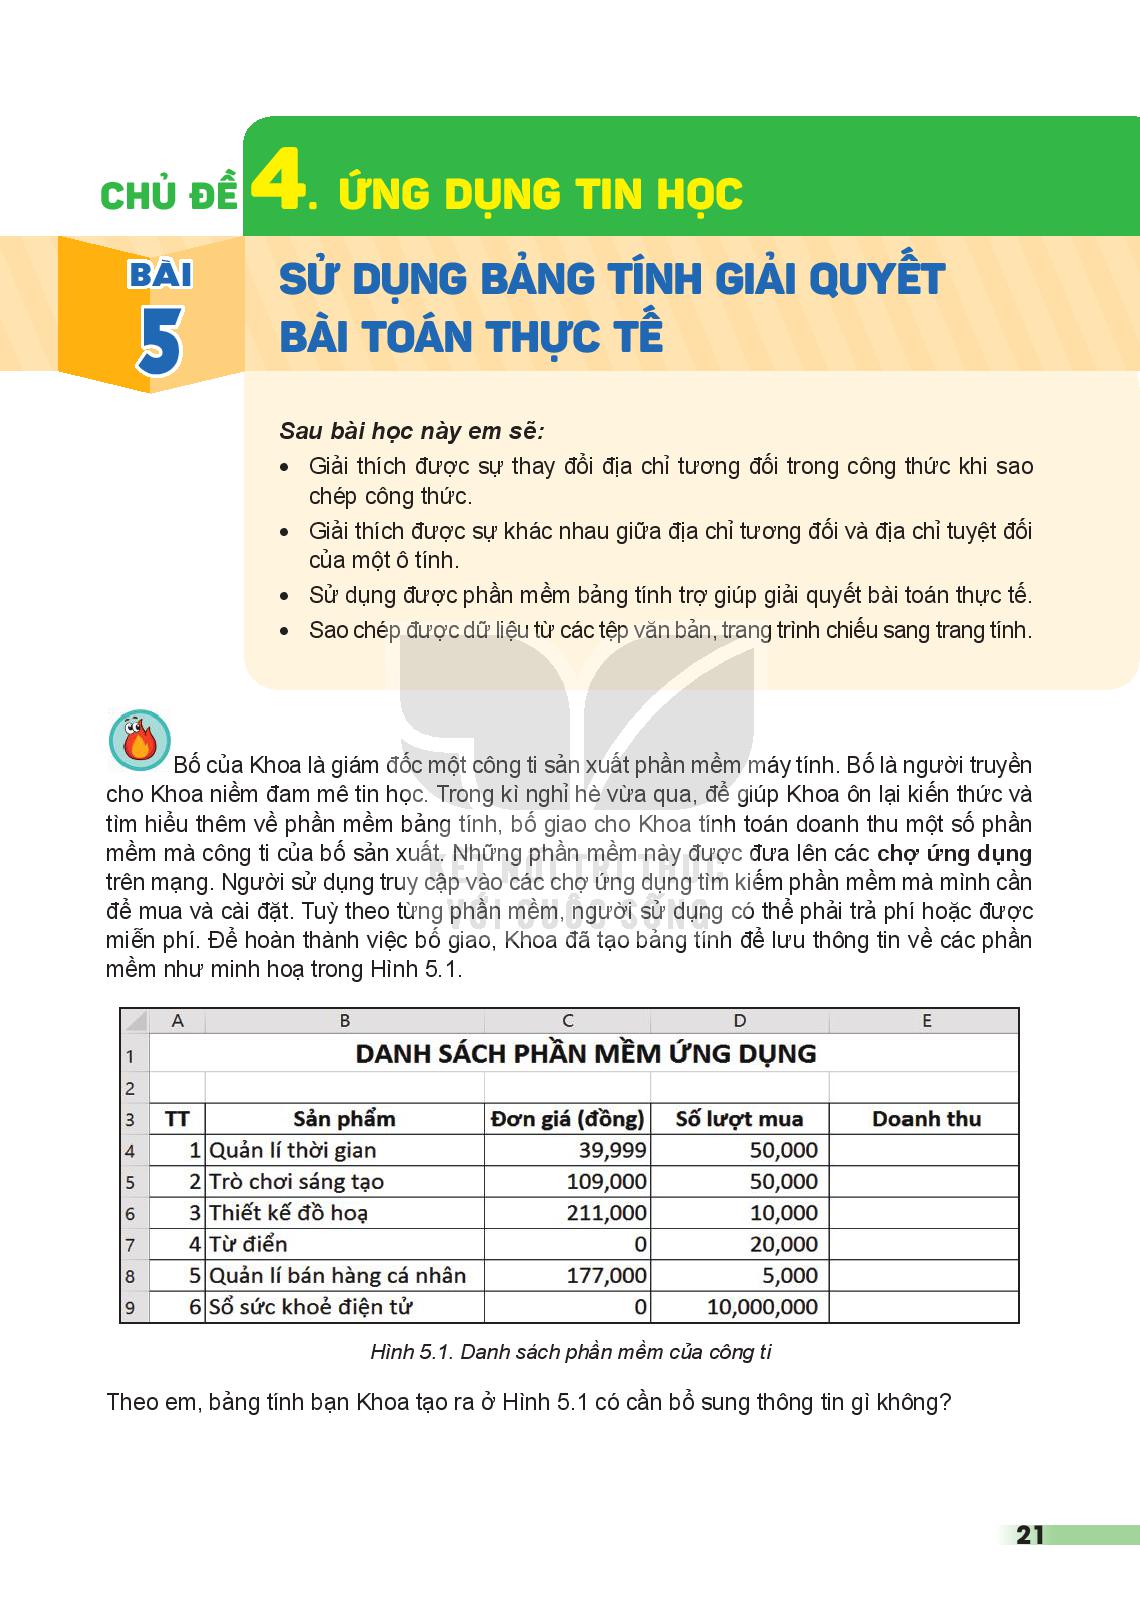 CHỦ ĐỀ 4. ỨNG DỤNG TIN HỌC
BÀI
5
SỬ DỤNG BẢNG TÍNH GIẢI QUYẾT
BÀI TOÁN THỰC TẾ
Sau bài học này em sẽ:
• Giải thích được sự thay đổi địa chỉ tương đối trong công thức khi sao
chép công thức.
• Giải thích được sự khác nhau giữa địa chỉ tương đối và địa chỉ tuyệt đối
của một ô tính.
• Sử dụng được phần mềm bảng tính trợ giúp giải quyết bài toán thực tế.
• Sao chép được dữ liệu từ các tệp văn bản, trang trình chiếu sang trang tính.
Bố của Khoa là giám đốc một công ti sản xuất phần mềm máy tính. Bố là người truyền
cho Khoa niềm đam mê tin học. Trong kì nghỉ hè vừa qua, để giúp Khoa ôn lại kiến thức và
tìm hiểu thêm về phần mềm bảng tính, bố giao cho Khoa tính toán doanh thu một số phần
mềm mà công ti của bố sản xuất. Những phần mềm này được đưa lên các chợ ứng dụng
trên mạng. Người sử dụng truy cập vào các chợ ứng dụng tìm kiếm phần mềm mà mình cần
để mua và cài đặt. Tuỳ theo từng phần mềm, người sử dụng có thể phải trả phí hoặc được
miễn phí. Để hoàn thành việc bố giao, Khoa đã tạo bảng tính để lưu thông tin về các phần
mềm như minh hoạ trong Hình 5.1.
KẾT NỐI TRI THỨC
VỚI CUỘC SỐNG
A B C D E
1 DANH SÁCH PHẦN MỀM ỨNG DỤNG
2
3 TT Sản phẩm Đơn giá (đồng) Số lượt mua Doanh thu
4 1 Quản lí thời gian 39,999 50,000
5 2 Trò chơi sáng tạo 109,000 50,000
6 3 Thiết kế đồ hoạ 211,000 10,000
7 4 Từ điển 0 20,000
8 5 Quản lí bán hàng cá nhân 177,000 5,000
9 6 Sổ sức khoẻ điện tử 0 10,000,000
Hình 5.1. Danh sách phần mềm của công ti
Theo em, bảng tính bạn Khoa tạo ra ở Hình 5.1 có cần bổ sung thông tin gì không?
21